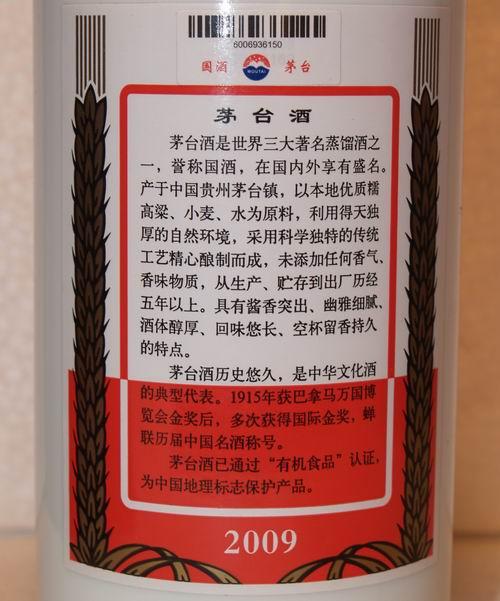 6006936150
国酒 MOUTAI 茅台
茅台酒
茅台酒是世界三大著名蒸馏酒之
一，誉称国酒，在国内外享有盛名。
产于中国贵州茅台镇，以本地优质糯
高粱、小麦、水为原料，利用得天独
厚的自然环境，采用科学独特的传统
工艺精心酿制而成，未添加任何香气、
香味物质，从生产、贮存到出厂历经
五年以上。具有酱香突出、幽雅细腻、
酒体醇厚、回味悠长、空杯留香持久
的特点。
茅台酒历史悠久，是中华文化酒
的典型代表。1915年获巴拿马万国博
览会金奖后，多次获得国际金奖，蝉
联历届中国名酒称号。
茅台酒已通过“有机食品”认证，
为中国地理标志保护产品。
2009